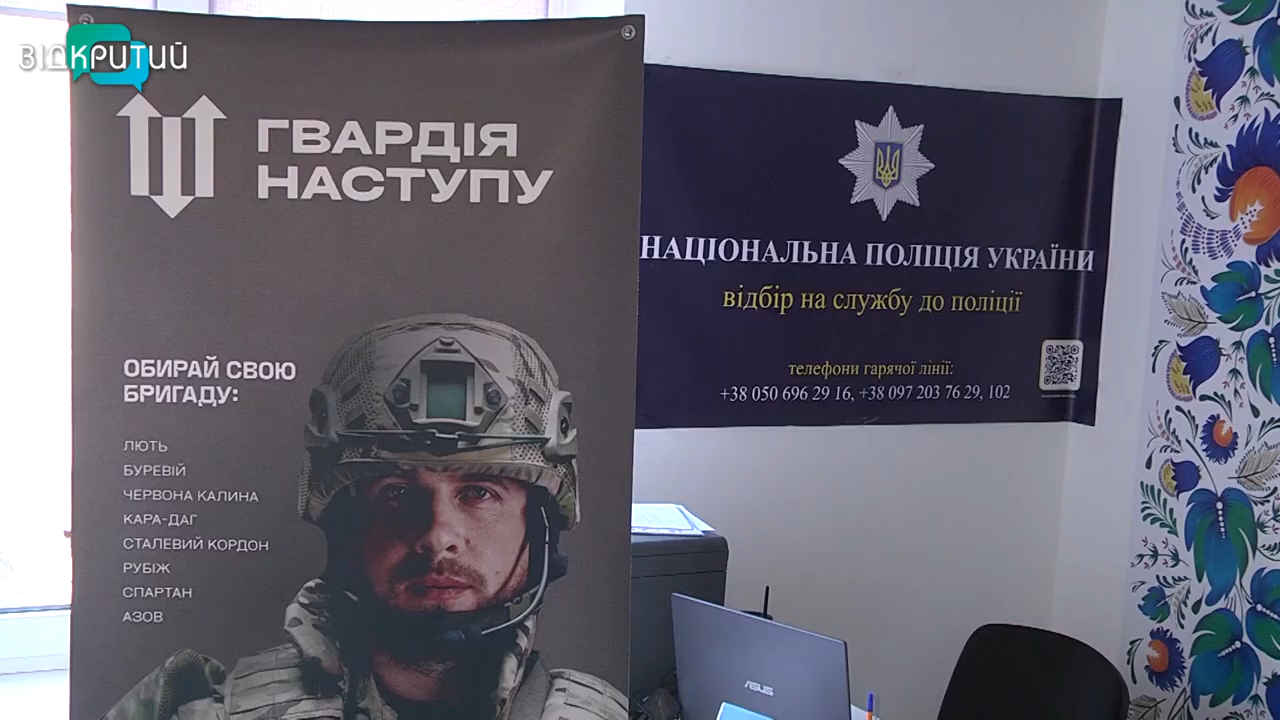 ВІДКРИТИЙ
ГВАРДІЯ
НАСТУПУ
ОБИРАЙ СВОЮ
БРИГАДУ:
ЛЮТЬ
БУРЕВІЙ
ЧЕРВОНА КАЛИНА
КАРА-ДАГ
СТАЛЕВИЙ КОРДОН
РУБІЖ
СПАРТАН
АЗОВ
НАЦІОНАЛЬНА ПОЛІЦІЯ УКРАЇНИ
відбір на службу до поліції
телефони гарячої лінії:
+38 050 696 29 16, +38 097 203 76 29, 102
ASUS